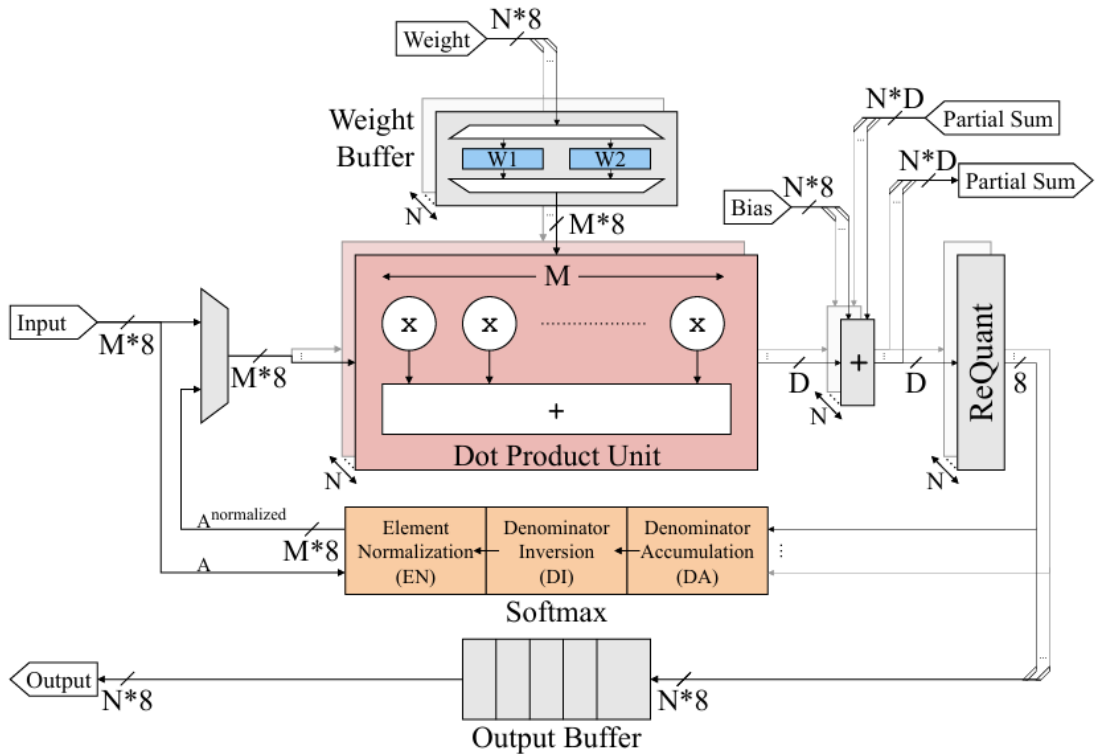 N*8
Weight
Weight
Buffer
W1
W2
N
M*8
N*D
Partial Sum
N*D
Partial Sum
N*8
Bias
M
Input
M*8
M*8
x
x
x
+
Dot Product Unit
N
D
+
N
D
ReQuant
N
8
A normalized
M*8
A
Element
Normalization
(EN)
Denominator
Inversion
(DI)
Denominator
Accumulation
(DA)
Softmax
Output
N*8
N*8
Output Buffer